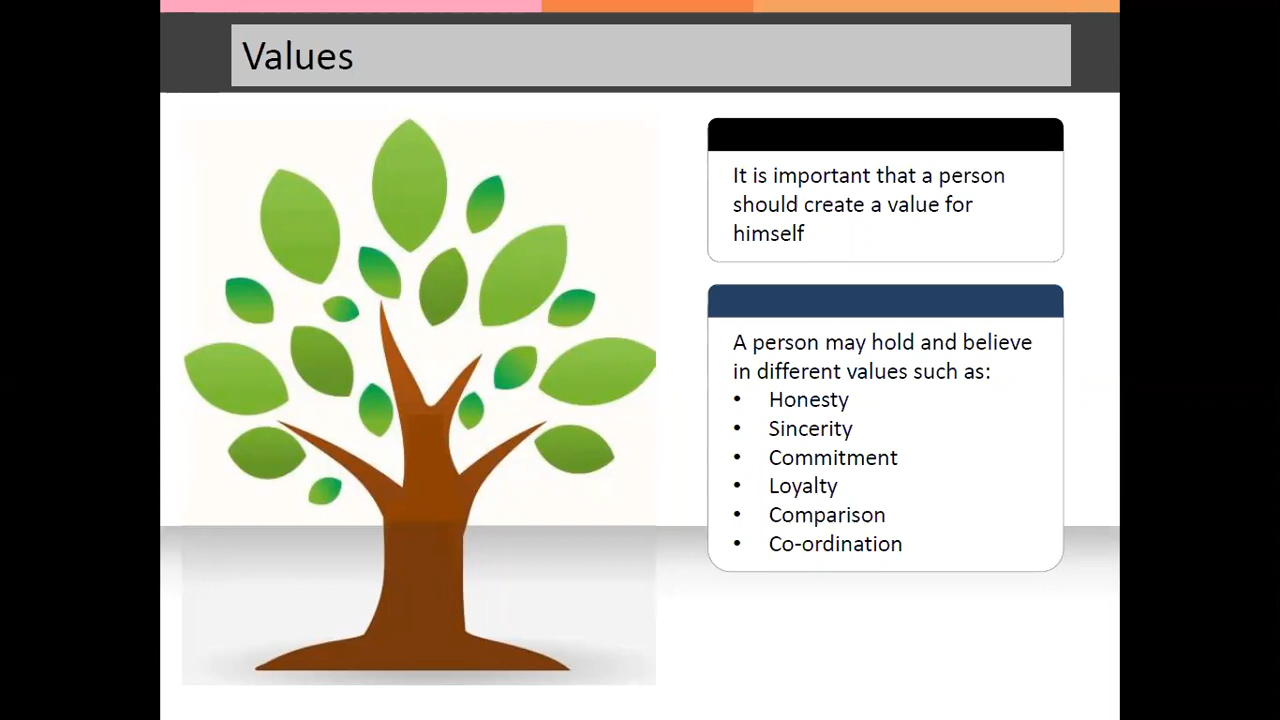 Values
It is important that a person
should create a value for
himself
A person may hold and believe
in different values such as:
• Honesty
• Sincerity
• Commitment
• Loyalty
• Comparison
• Co-ordination